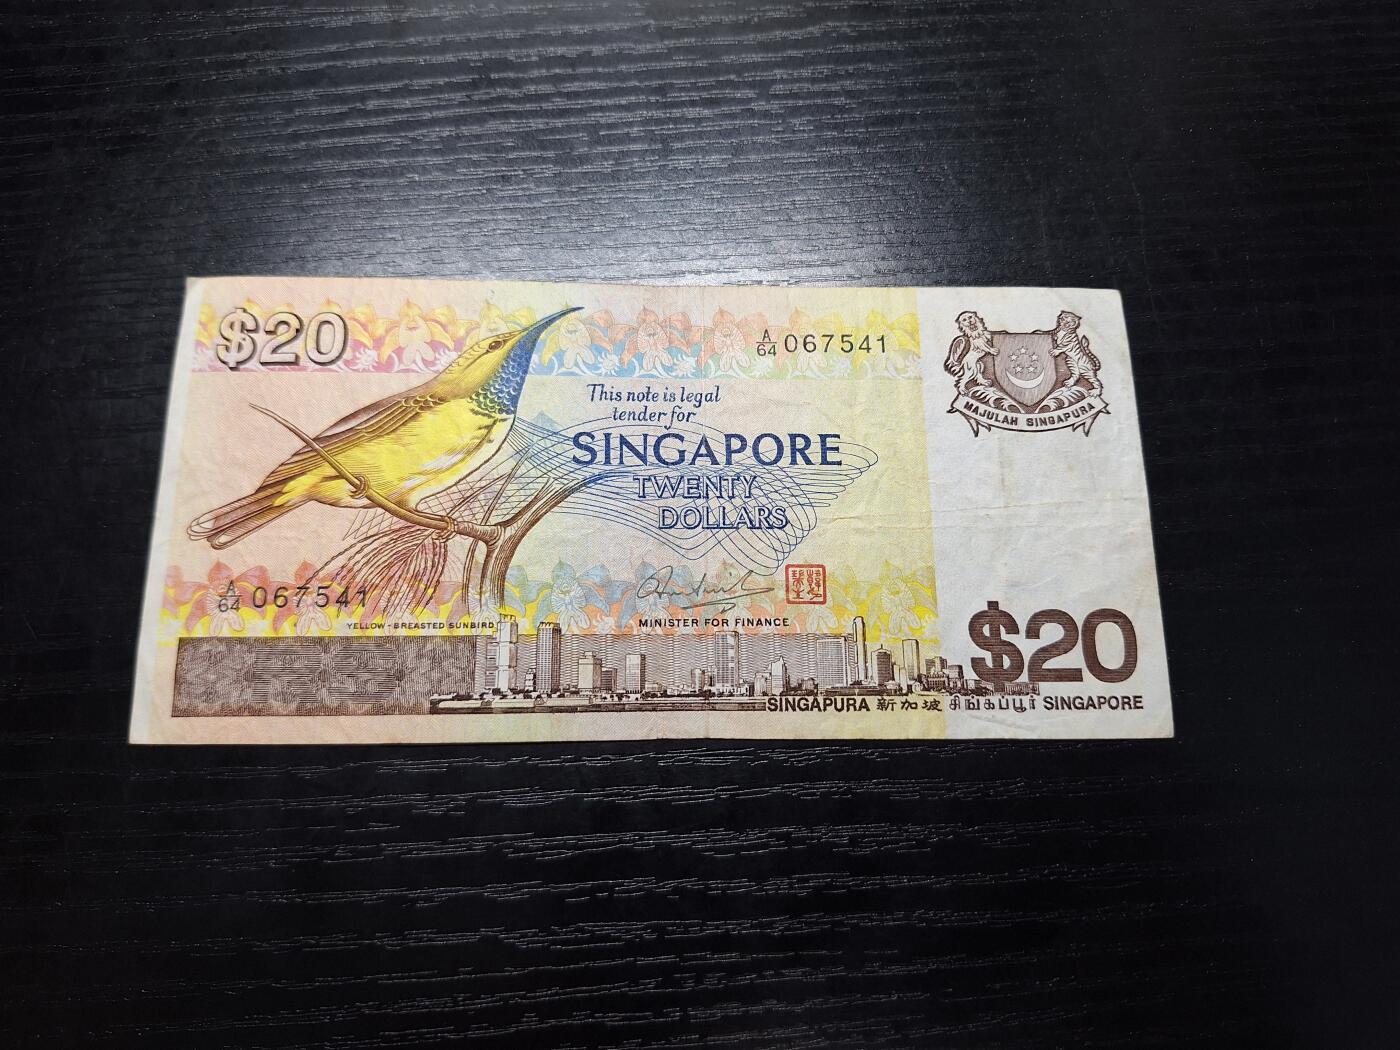 $20
A/64 067541
MAJULAH SINGAPURA
This note is legal
tender for
SINGAPORE
TWENTY
DOLLARS
A/64 067541
YELLOW-BREASTED SUNBIRD
MINISTER FOR FINANCE
$20
SINGAPURA 新加坡 சிங்கப்பூர் SINGAPORE